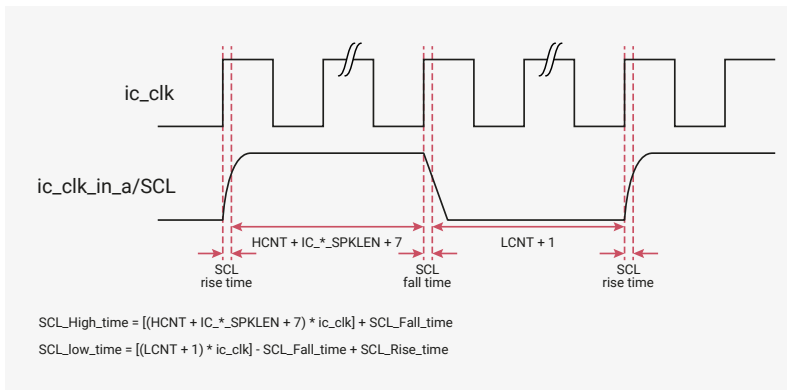 ic_clk
ic_clk_in_a/SCL
HCNT + IC_*_SPKLEN + 7
LCNT + 1
SCL
rise time
SCL
fall time
SCL
rise time
SCL_High_time = [(HCNT + IC_*_SPKLEN + 7) * ic_clk] + SCL_Fall_time
SCL_low_time = [(LCNT + 1) * ic_clk] - SCL_Fall_time + SCL_Rise_time